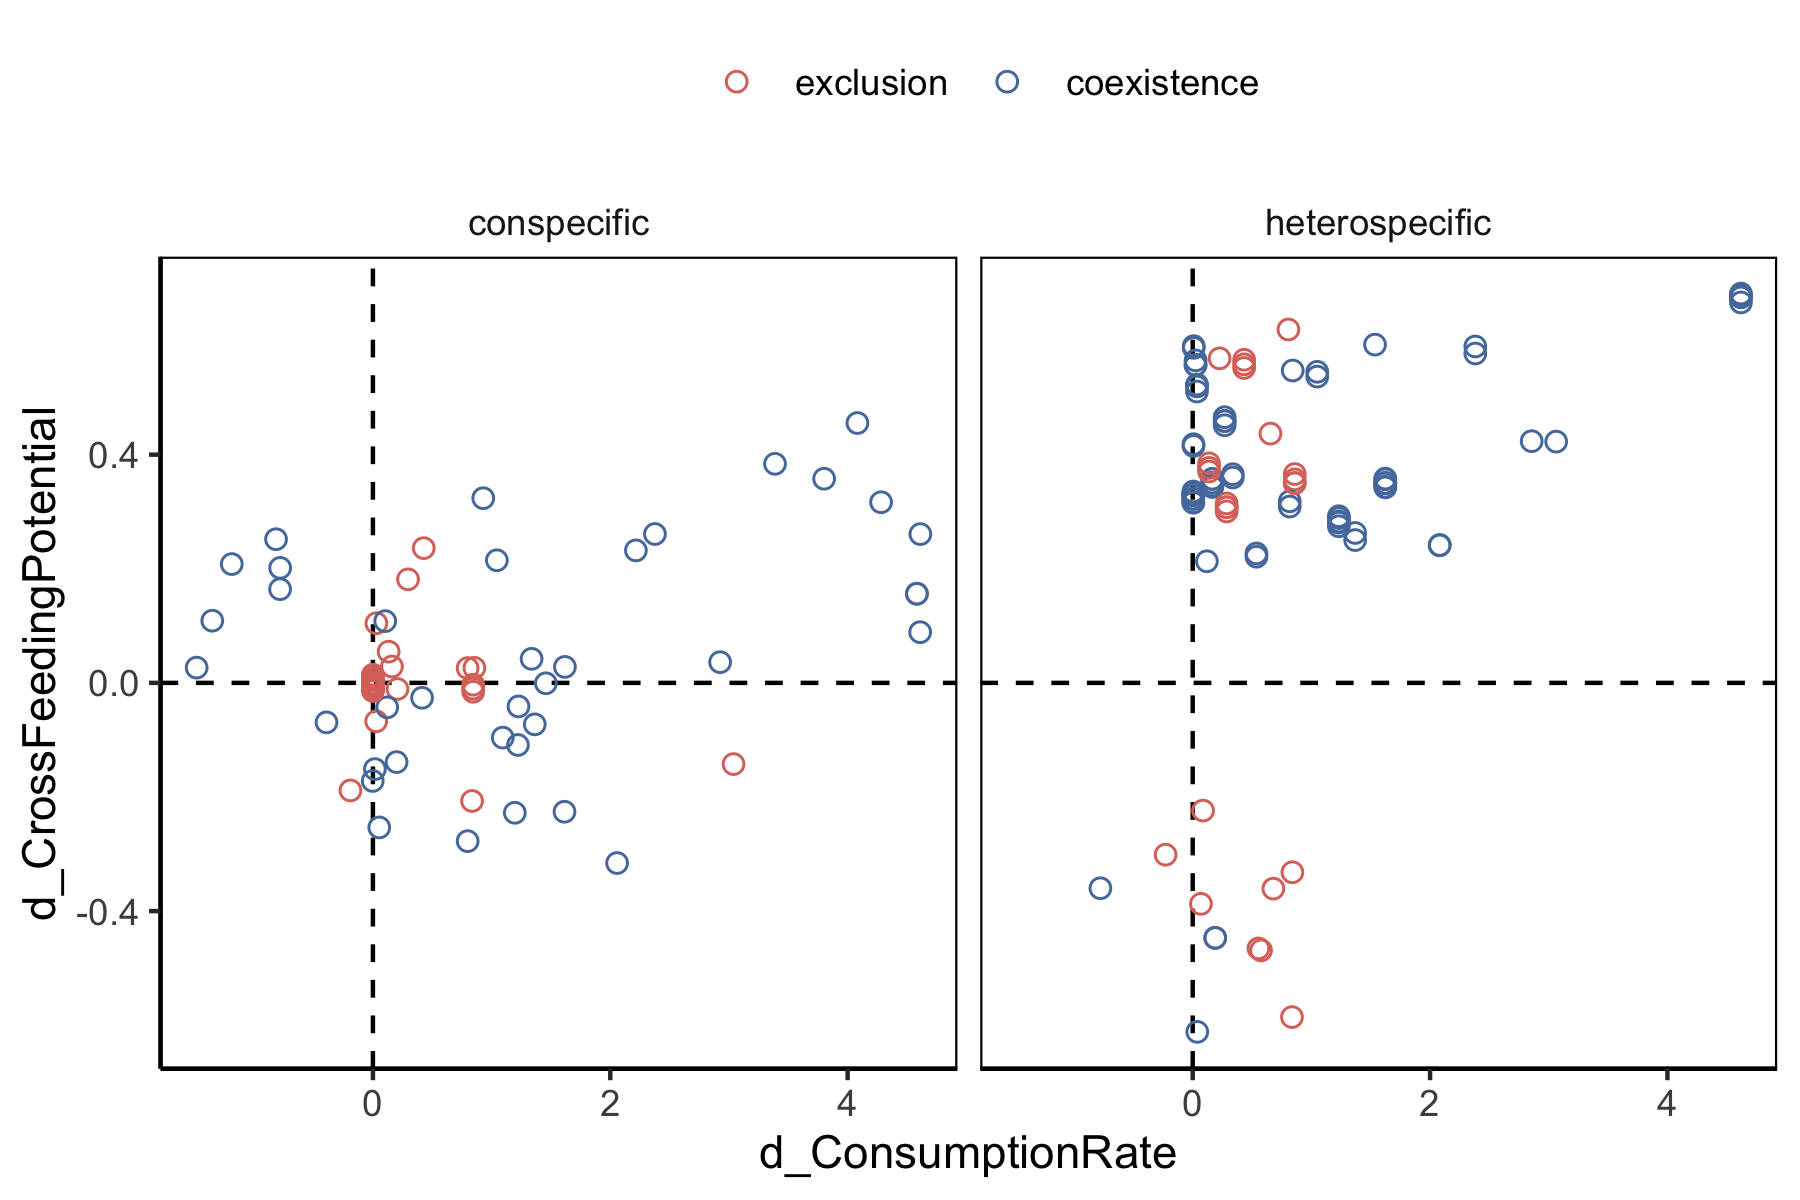 exclusion coexistence
conspecific heterospecific
d_CrossFeedingPotential
0.4
0.0
-0.4
0 2 4 0 2 4
d_ConsumptionRate